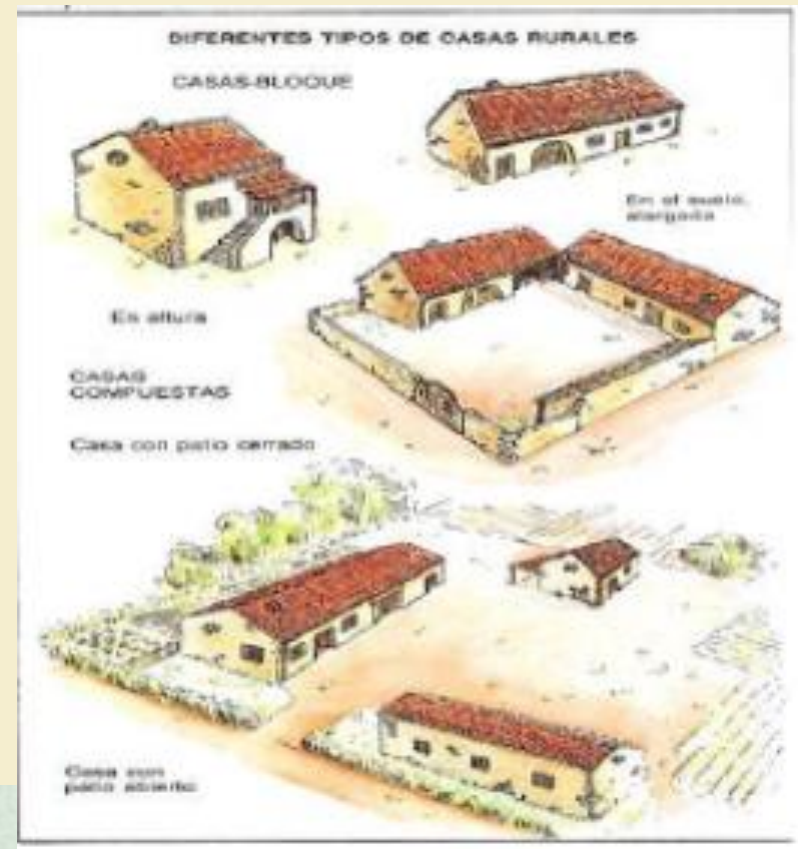 DIFERENTES TIPOS DE CASAS RURALES
CASAS-BLOQUE
En el suelo,
alargada
En altura
CASAS
COMPUESTAS
Casa con patio cerrado
Casa con
patio abierto